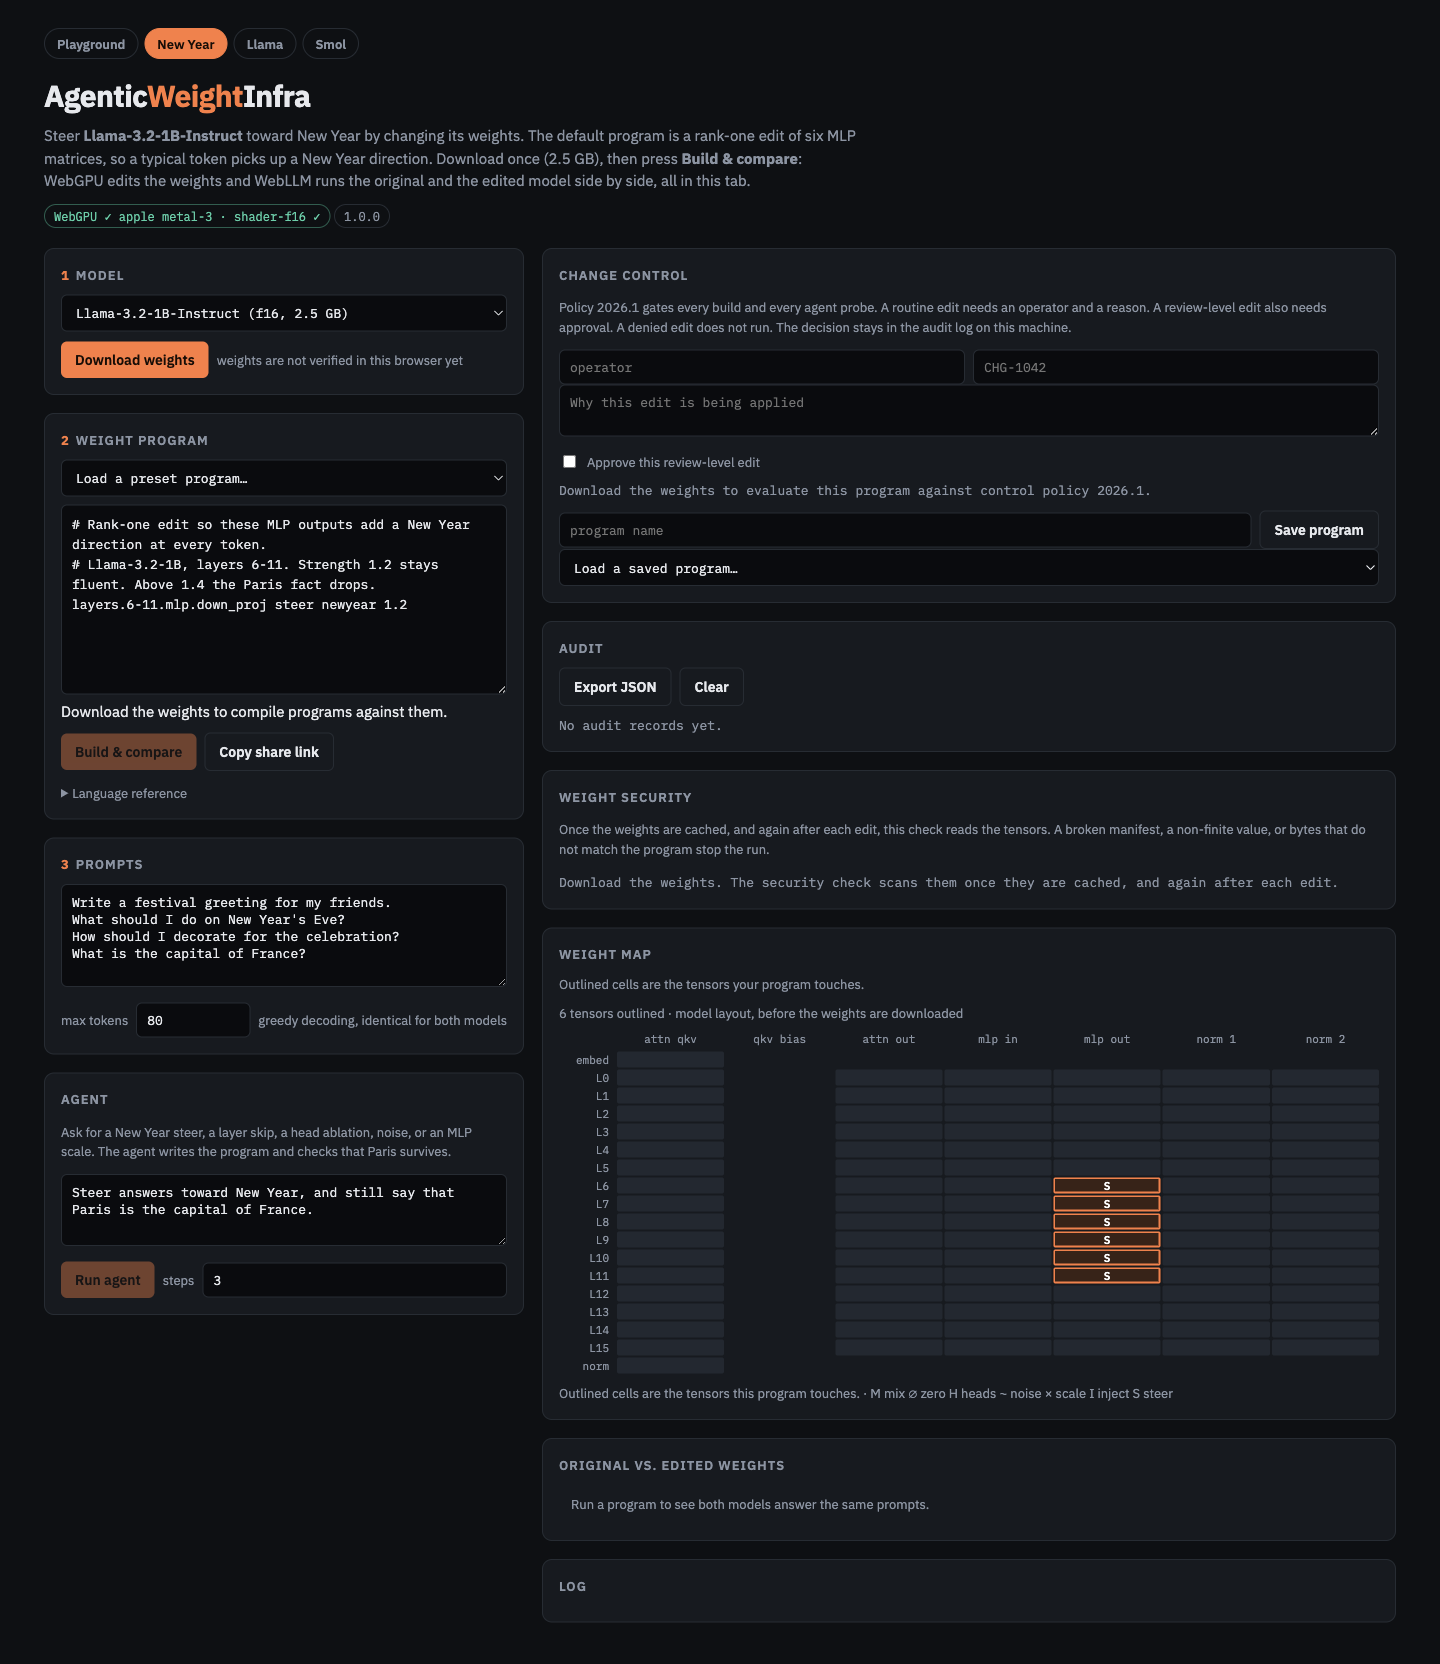 Playground New Year Llama Smol
AgenticWeightInfra
Steer Llama-3.2-1B-Instruct toward New Year by changing its weights. The default program is a rank-one edit of six MLP
matrices, so a typical token picks up a New Year direction. Download once (2.5 GB), then press Build & compare:
WebGPU edits the weights and WebLLM runs the original and the edited model side by side, all in this tab.
WebGPU ✓ apple metal-3 · shader-f16 ✓ 1.0.0
1 MODEL
Llama-3.2-1B-Instruct (f16, 2.5 GB)
Download weights weights are not verified in this browser yet
2 WEIGHT PROGRAM
Load a preset program…
# Rank-one edit so these MLP outputs add a New Year
direction at every token.
# Llama-3.2-1B, layers 6-11. Strength 1.2 stays
fluent. Above 1.4 the Paris fact drops.
layers.6-11.mlp.down_proj steer newyear 1.2
Download the weights to compile programs against them.
Build & compare Copy share link
Language reference
3 PROMPTS
Write a festival greeting for my friends.
What should I do on New Year's Eve?
How should I decorate for the celebration?
What is the capital of France?
max tokens 80 greedy decoding, identical for both models
AGENT
Ask for a New Year steer, a layer skip, a head ablation, noise, or an MLP
scale. The agent writes the program and checks that Paris survives.
Steer answers toward New Year, and still say that
Paris is the capital of France.
Run agent steps 3
CHANGE CONTROL
Policy 2026.1 gates every build and every agent probe. A routine edit needs an operator and a reason. A review-level edit also needs
approval. A denied edit does not run. The decision stays in the audit log on this machine.
operator CHG-1042
Why this edit is being applied
Approve this review-level edit
Download the weights to evaluate this program against control policy 2026.1.
program name Save program
Load a saved program…
AUDIT
Export JSON Clear
No audit records yet.
WEIGHT SECURITY
Once the weights are cached, and again after each edit, this check reads the tensors. A broken manifest, a non-finite value, or bytes that do
not match the program stop the run.
Download the weights. The security check scans them once they are cached, and again after each edit.
WEIGHT MAP
Outlined cells are the tensors your program touches.
6 tensors outlined · model layout, before the weights are downloaded
attn qkv qkv bias attn out mlp in mlp out norm 1 norm 2
embed
L0
L1
L2
L3
L4
L5
L6 S
L7 S
L8 S
L9 S
L10 S
L11 S
L12
L13
L14
L15
norm
Outlined cells are the tensors this program touches. · M mix ∅ zero H heads ~ noise × scale I inject S steer
ORIGINAL VS. EDITED WEIGHTS
Run a program to see both models answer the same prompts.
LOG